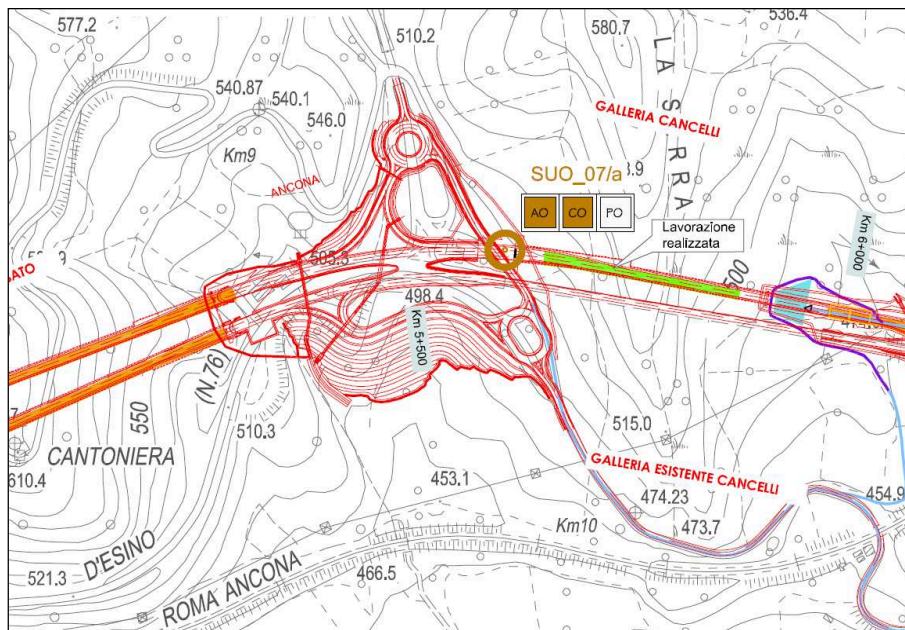 577.2
510.2
580.7
536.4
LA SERRA
540.87
540.1
546.0
GALLERIA CANCELLI
Km9
ANCONA
SUO_07/a
AO CO PO
Lavorazione
realizzata
Km 6+000
500
505.3
498.4
Km 5+500
(N.76)
550
510.3
515.0
CANTONIERA
610.4
453.1
GALLERIA ESISTENTE CANCELLI
474.23
473.7
454.9
Km10
D'ESINO
521.3
ROMA ANCONA
466.5